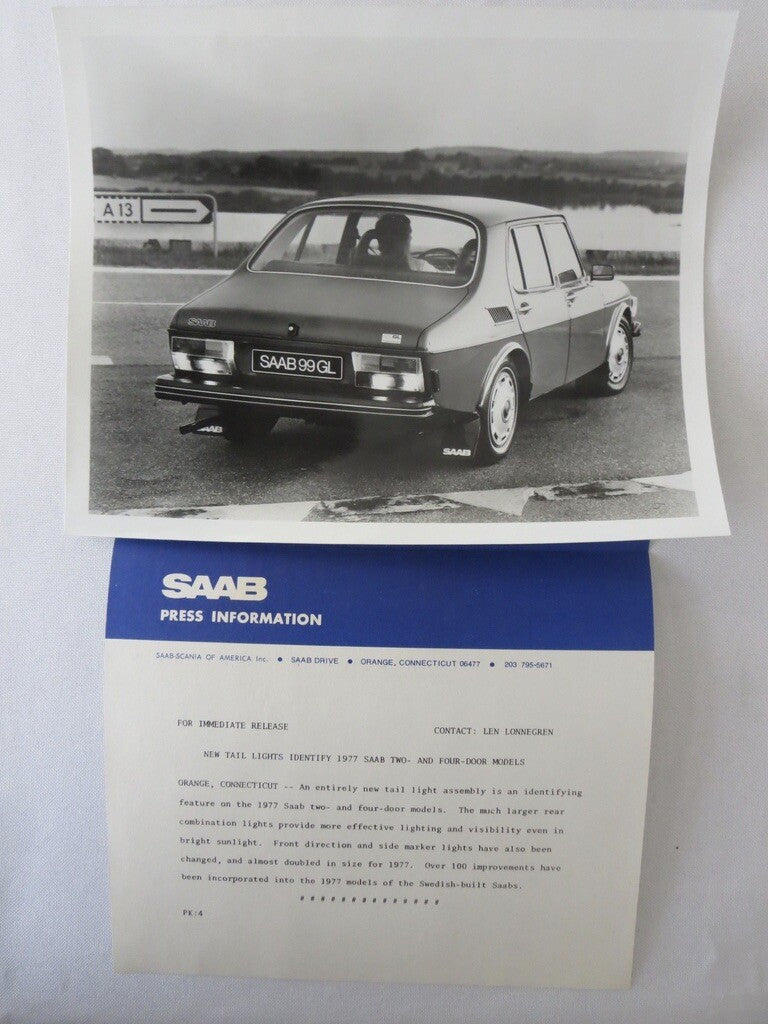 A 13
SAAB
GL
SAAB 99 GL
SAAB
SAAB
SAAB
PRESS INFORMATION
SAAB-SCANIA OF AMERICA Inc. ● SAAB DRIVE ● ORANGE, CONNECTICUT 06477 ● 203 795-5671
FOR IMMEDIATE RELEASE CONTACT: LEN LONNEGREN
NEW TAIL LIGHTS IDENTIFY 1977 SAAB TWO- AND FOUR-DOOR MODELS
ORANGE, CONNECTICUT -- An entirely new tail light assembly is an identifying
feature on the 1977 Saab two- and four-door models. The much larger rear
combination lights provide more effective lighting and visibility even in
bright sunlight. Front direction and side marker lights have also been
changed, and almost doubled in size for 1977. Over 100 improvements have
been incorporated into the 1977 models of the Swedish-built Saabs.
# # # # # # # # # # # # # #
PK:4